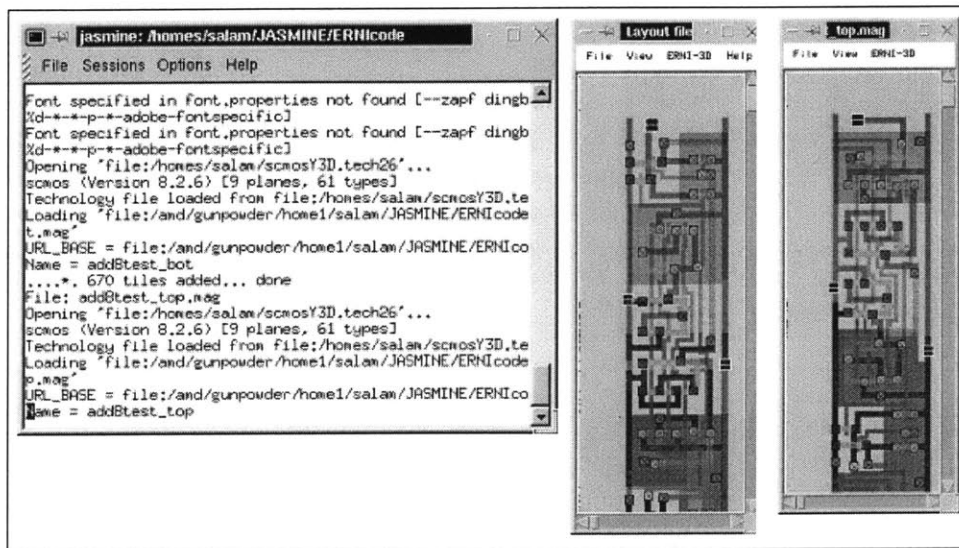 jasmine: /homes/salam/JASMINE/ERNIcode
File Sessions Options Help
Font specified in font.properties not found [--zapf dingb
%d-*-*-p-*-adobe-fontspecific]
Font specified in font.properties not found [--zapf dingb
%d-*-*-p-*-adobe-fontspecific]
Opening 'file:/homes/salam/scmosY3D.tech26'...
scmos (Version 8.2.6) [9 planes, 61 types]
Technology file loaded from file:/homes/salam/scmosY3D.te
Loading 'file:/amd/gunpowder/home1/salam/JASMINE/ERNIcode
t.mag'
URL_BASE = file:/amd/gunpowder/home1/salam/JASMINE/ERNIco
Name = add8test_bot
....*. 670 tiles added... done
File: add8test_top.mag
Opening 'file:/homes/salam/scmosY3D.tech26'...
scmos (Version 8.2.6) [9 planes, 61 types]
Technology file loaded from file:/homes/salam/scmosY3D.te
Loading 'file:/amd/gunpowder/home1/salam/JASMINE/ERNIcode
p.mag'
URL_BASE = file:/amd/gunpowder/home1/salam/JASMINE/ERNIco
Name = add8test_top
Layout file
File View ERNI-3D Help
_top.mag
File View ERNI-3D